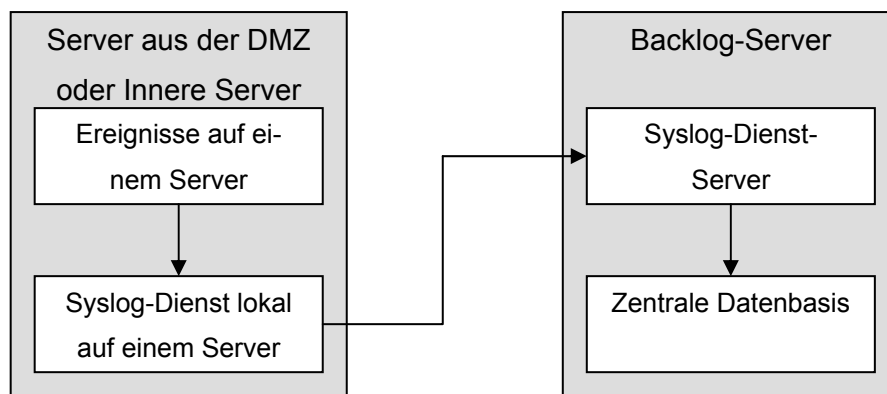 Server aus der DMZ
oder Innere Server
Ereignisse auf ei-
nem Server
Syslog-Dienst lokal
auf einem Server
Backlog-Server
Syslog-Dienst-
Server
Zentrale Datenbasis